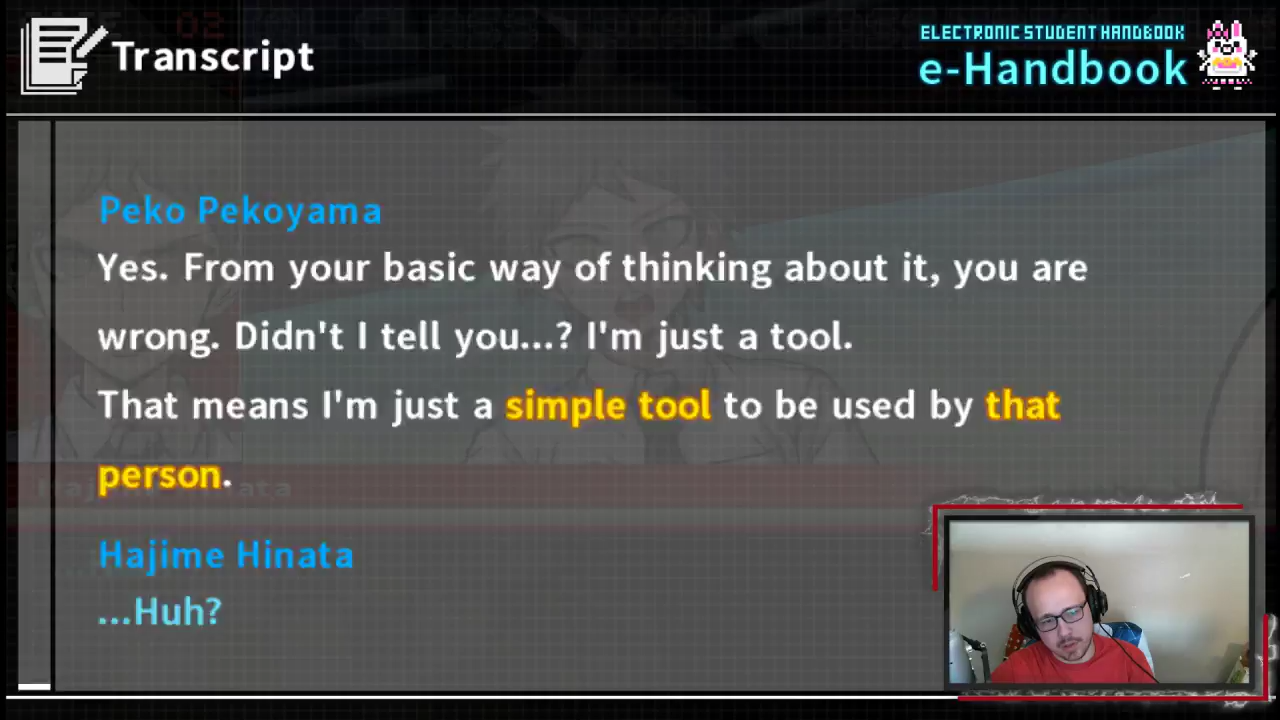 Transcript
ELECTRONIC STUDENT HANDBOOK
e-Handbook
Peko Pekoyama
Yes. From your basic way of thinking about it, you are
wrong. Didn't I tell you...? I'm just a tool.
That means I'm just a simple tool to be used by that
person.
Hajime Hinata
...Huh?